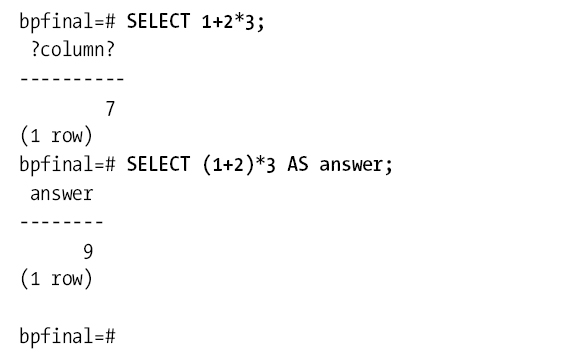 bpfinal=# SELECT 1+2*3;
 ?column?
----------
        7
(1 row)
bpfinal=# SELECT (1+2)*3 AS answer;
 answer
--------
      9
(1 row)

bpfinal=#